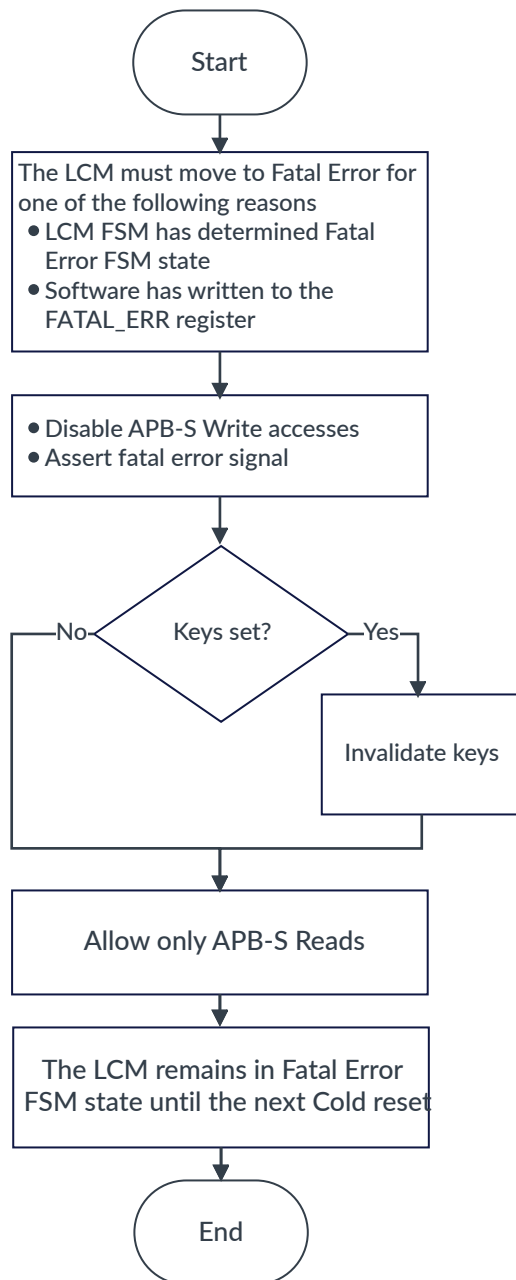 Start
The LCM must move to Fatal Error for
one of the following reasons
• LCM FSM has determined Fatal
Error FSM state
• Software has written to the
FATAL_ERR register
• Disable APB-S Write accesses
• Assert fatal error signal
Keys set?
No
Yes
Invalidate keys
Allow only APB-S Reads
The LCM remains in Fatal Error
FSM state until the next Cold reset
End